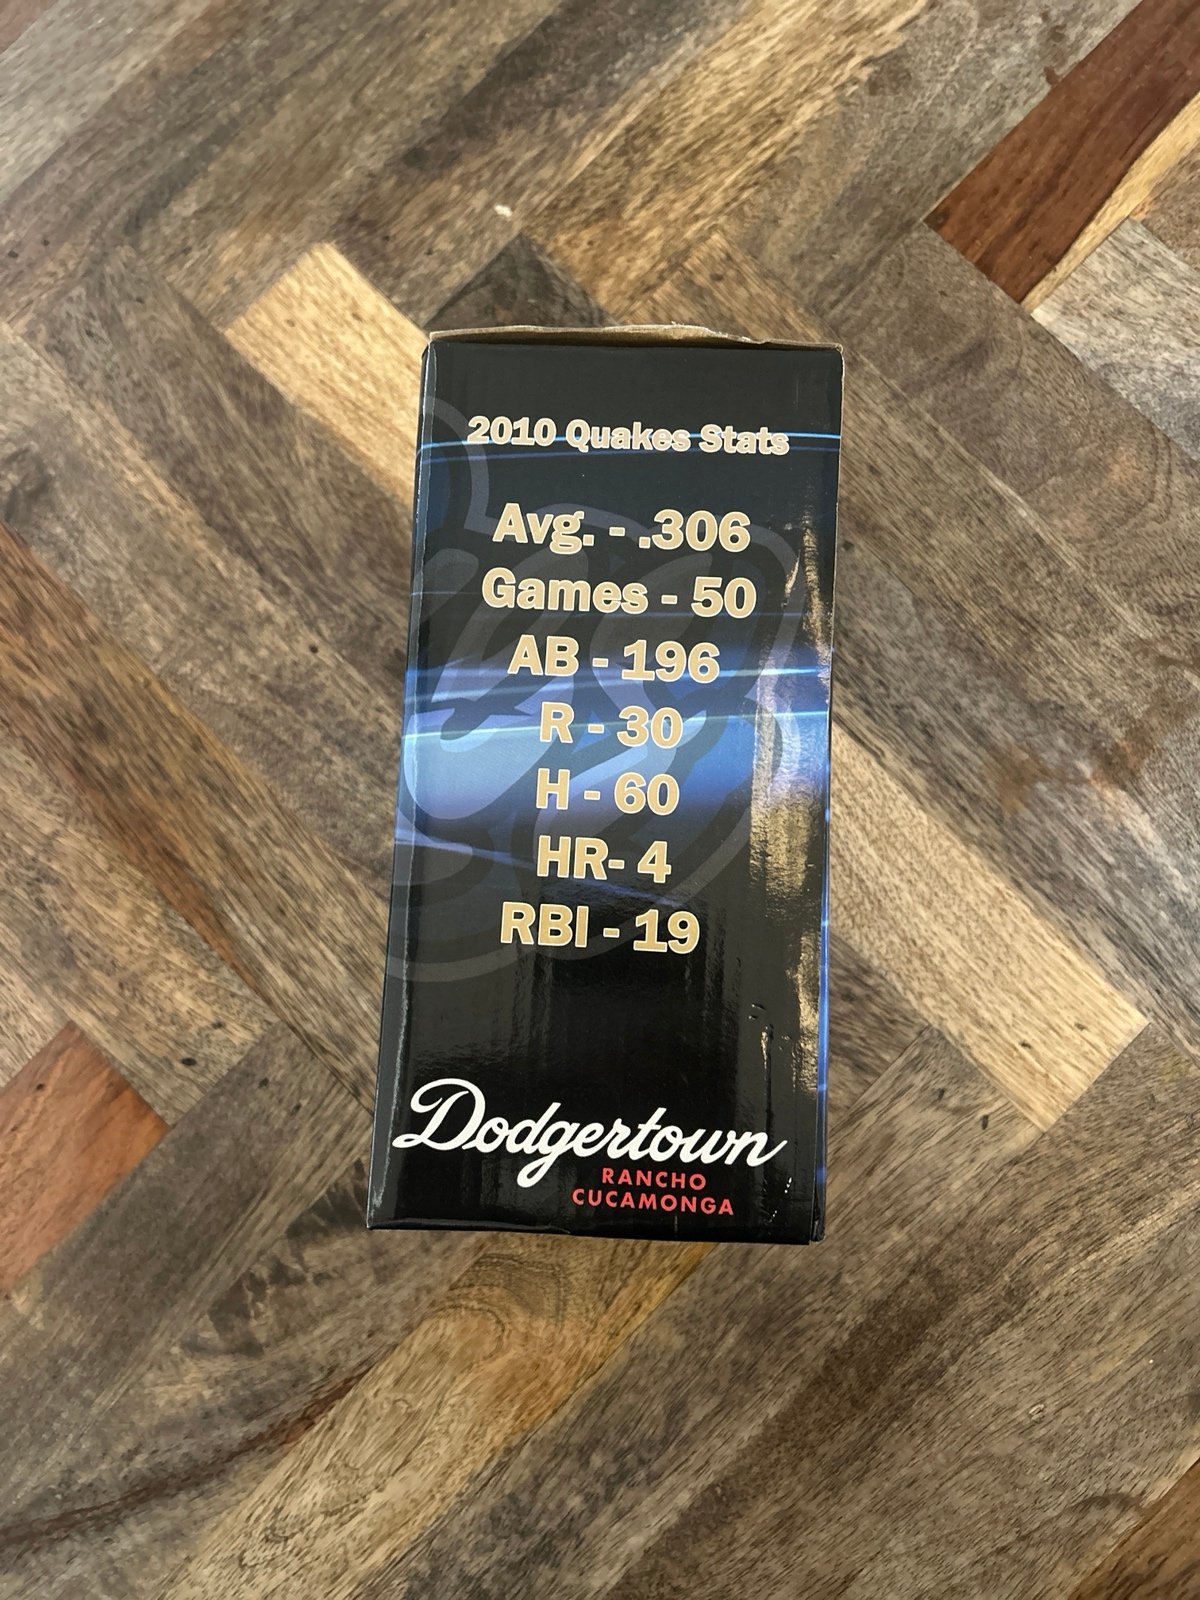 2010 Quakes Stats
Avg. - .306
Games - 50
AB - 196
R - 30
H - 60
HR- 4
RBI - 19
Dodgertown
RANCHO
CUCAMONGA